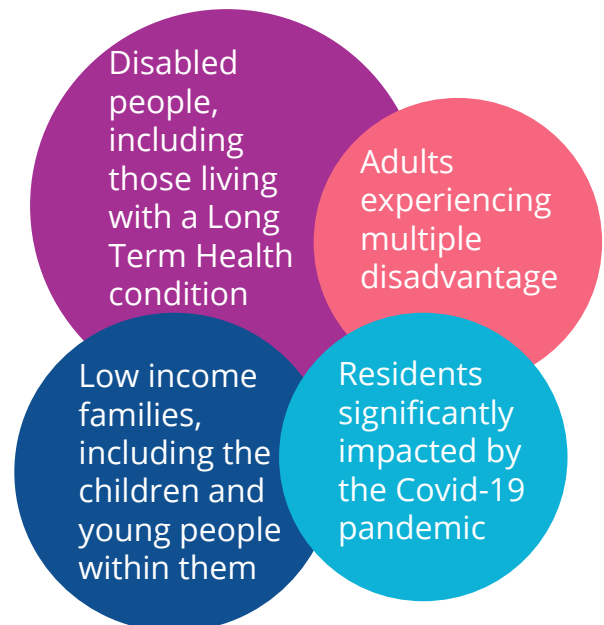 Disabled
people,
including
those living
with a Long
Term Health
condition
Adults
experiencing
multiple
disadvantage
Low income
families,
including the
children and
young people
within them
Residents
significantly
impacted by
the Covid-19
pandemic